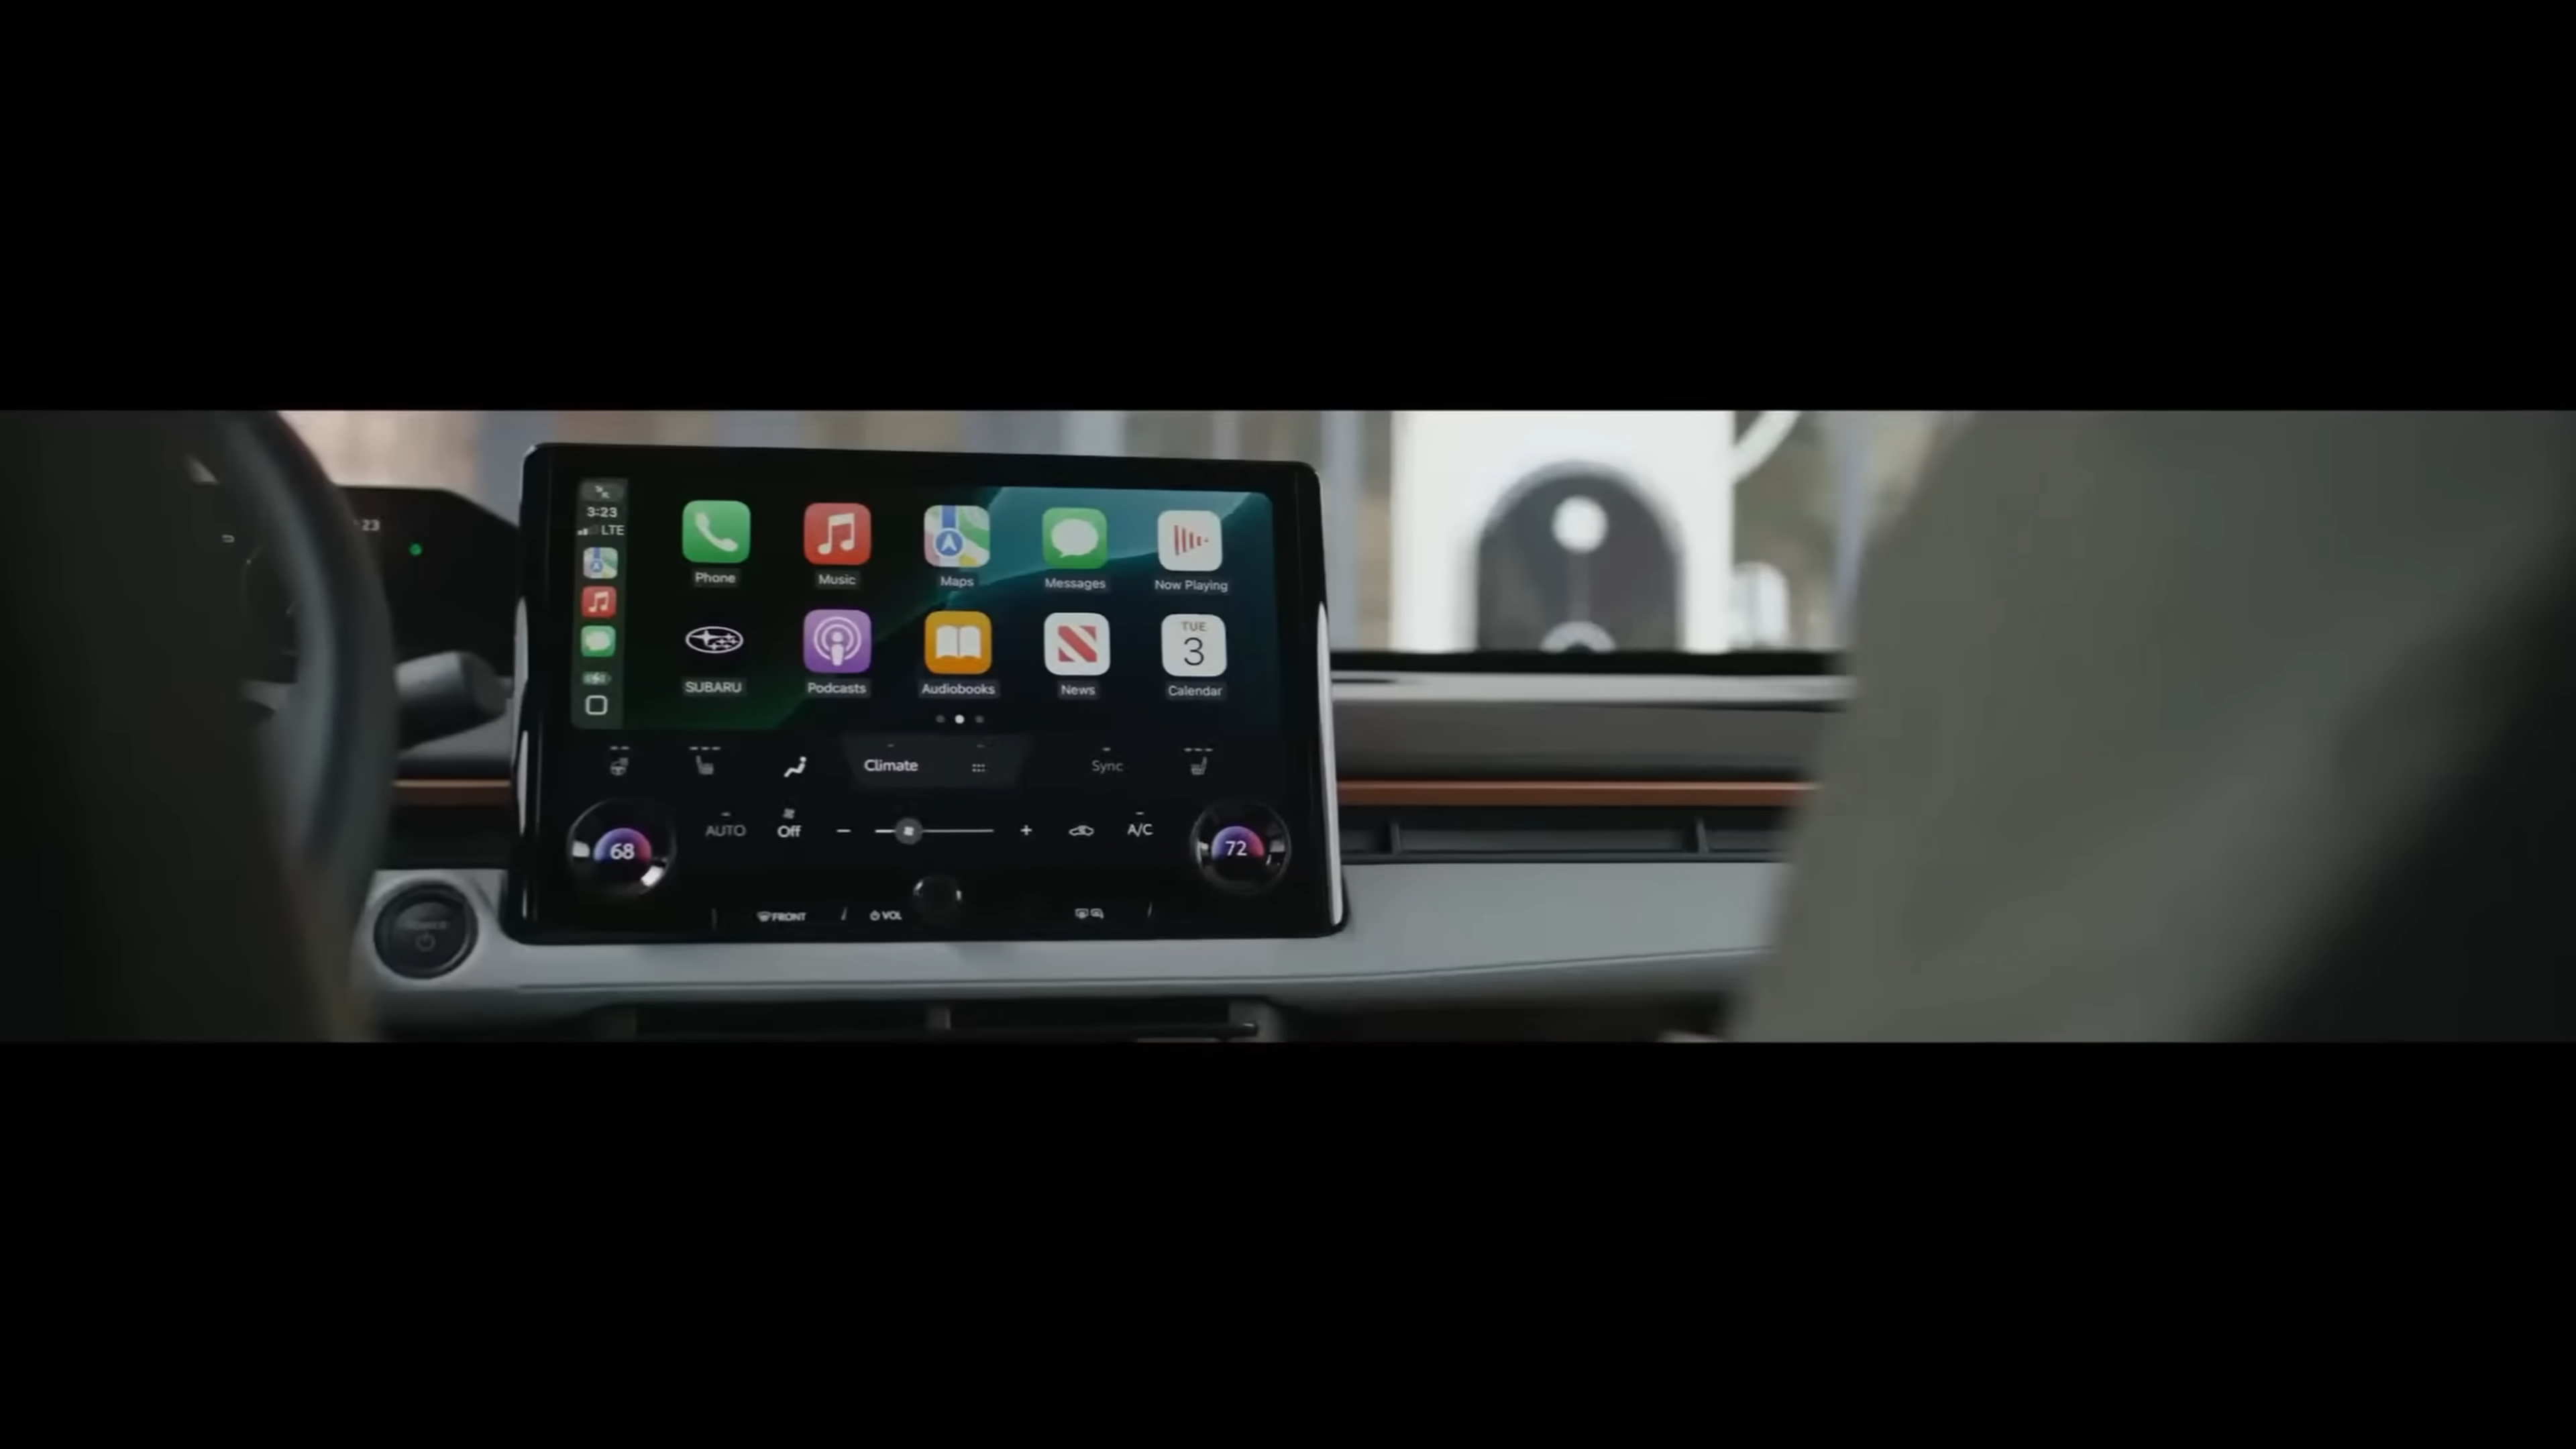 23
3:23
LTE
Phone
Music
Maps
Messages
Now Playing
SUBARU
Podcasts
Audiobooks
News
TUE
3
Calendar
Climate
Sync
68
AUTO
Off
A/C
72
FRONT
VOL